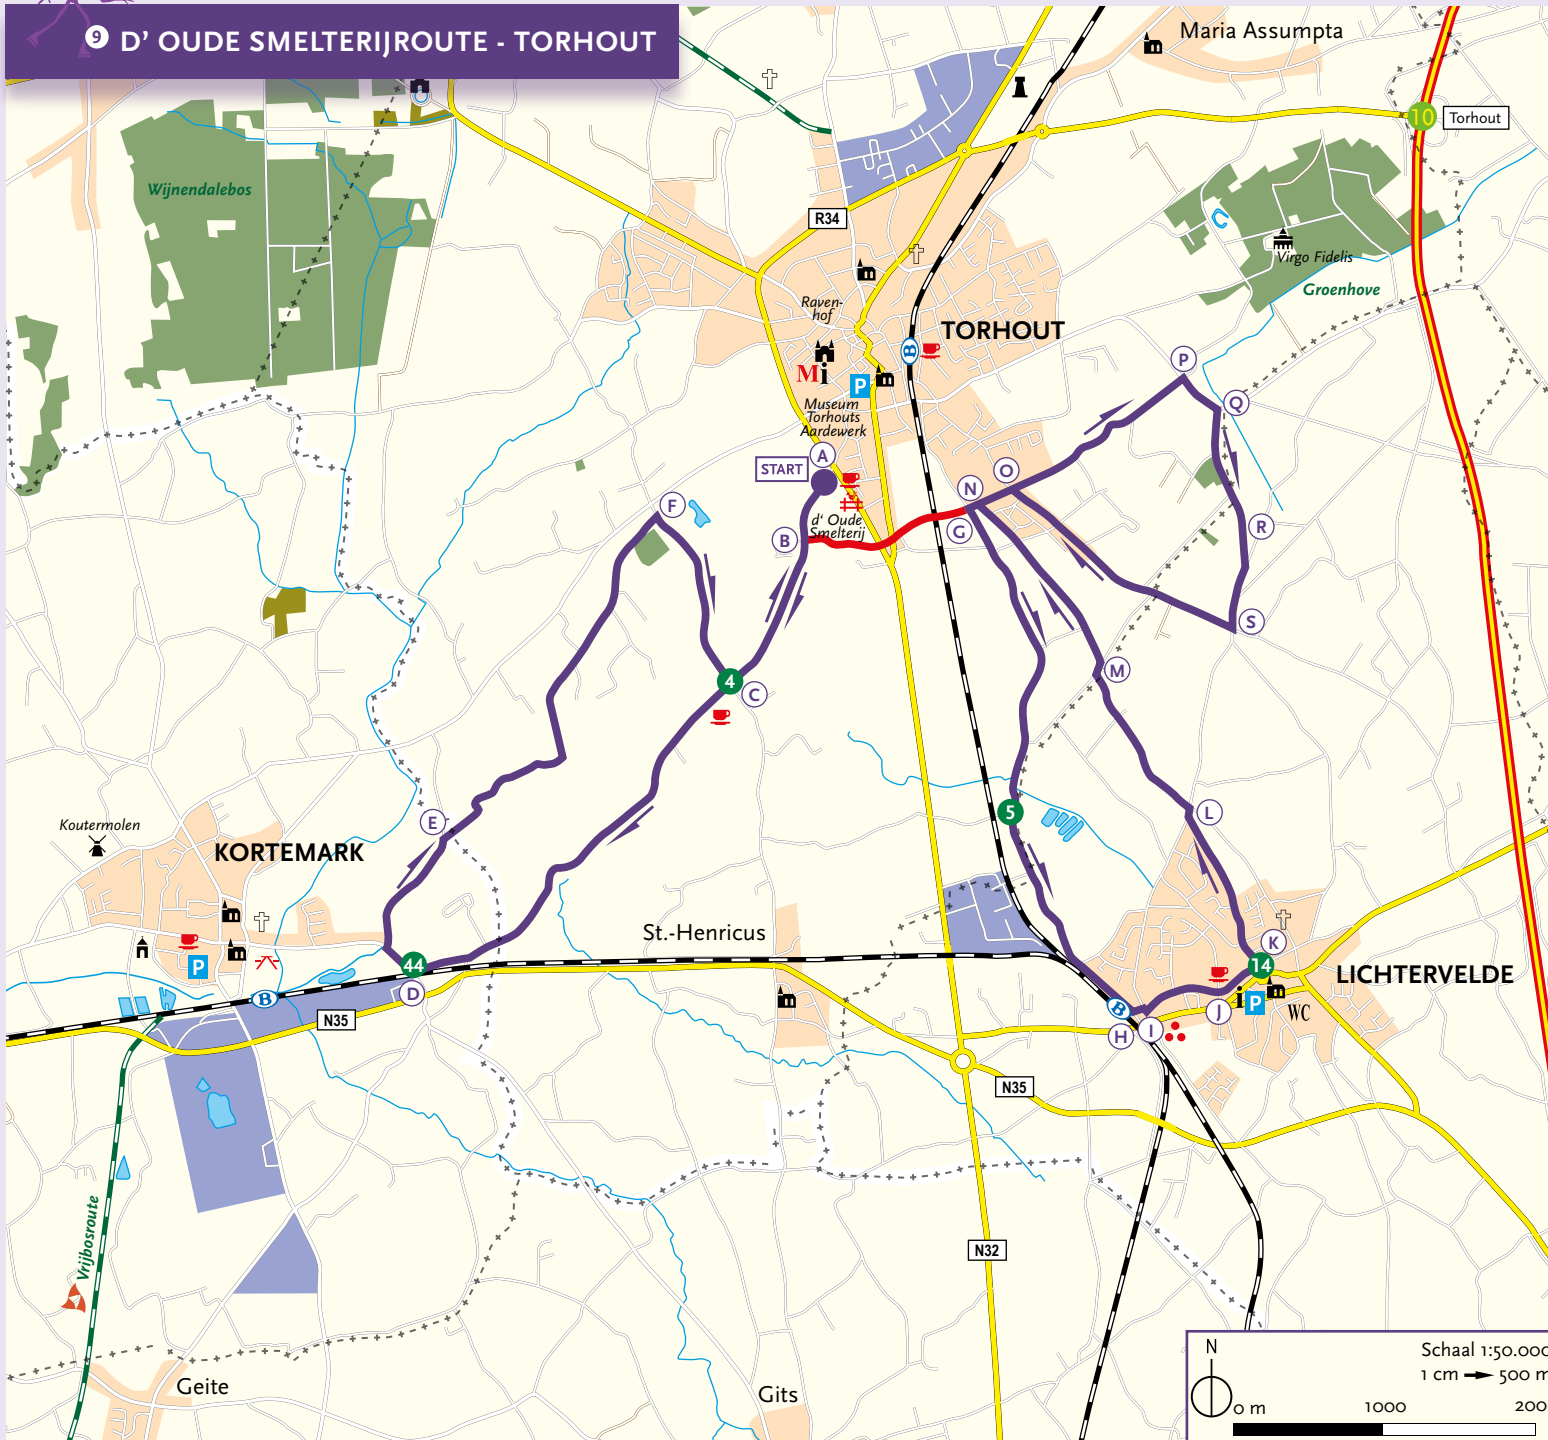 9 D' OUDE SMELTERIJROUTE - TORHOUT
Maria Assumpta
10
Torhout
Wijnendalebos
R34
Virgo Fidelis
Groenhove
Raven-
hof
TORHOUT
B
M i
P
Museum
Torhouts
Aardewerk
P
Q
A
START
O
N
F
d' Oude
Smelterij
B
G
R
S
M
4
C
5
L
Koutermolen
E
KORTEMARK
St.-Henricus
K
44
14
P
LICHTERVELDE
D
B
i P
WC
J
B
N35
H
I
N35
Vrijbosroute
N32
Geite
Gits
N
Schaal 1:50.000
1 cm 500 m
0 m
1000
200